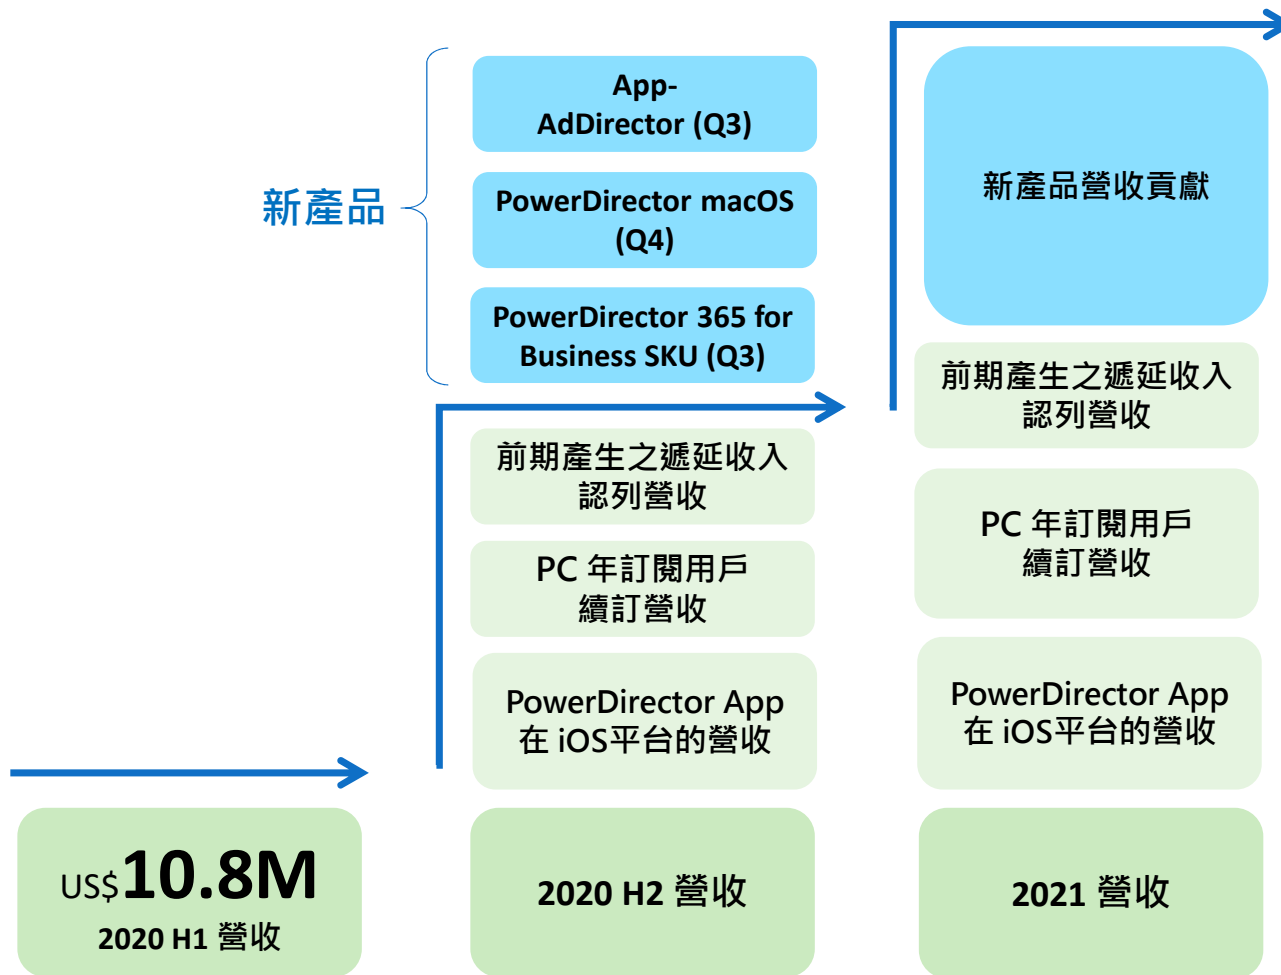 新產品
App-
AdDirector (Q3)
PowerDirector macOS
(Q4)
PowerDirector 365 for
Business SKU (Q3)
新產品營收貢獻
前期產生之遞延收入
認列營收
PC 年訂閱用戶
續訂營收
PowerDirector App
在 iOS平台的營收
前期產生之遞延收入
認列營收
PC 年訂閱用戶
續訂營收
PowerDirector App
在 iOS平台的營收
US$10.8M
2020 H1 營收
2020 H2 營收
2021 營收